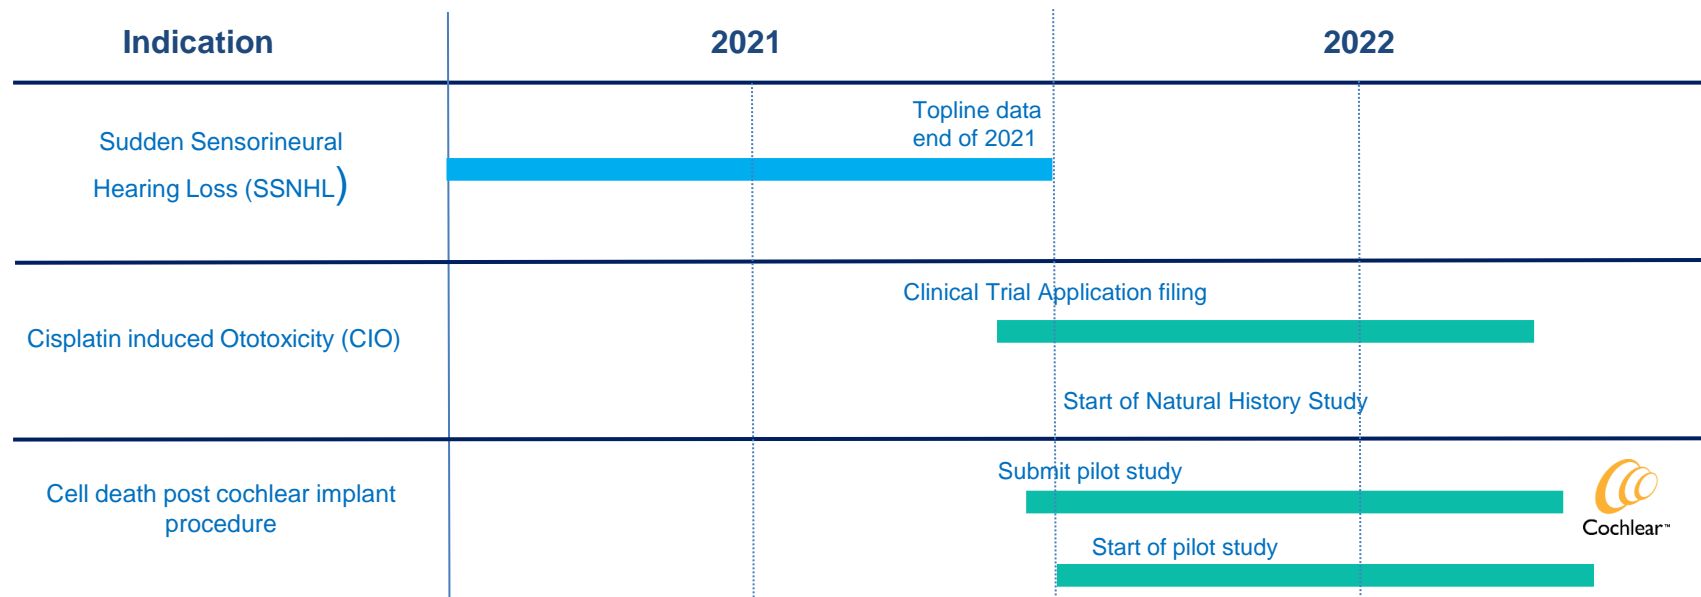 Indication
2021
2022
Topline data
end of 2021
Sudden Sensorineural
Hearing Loss (SSNHL)
Clinical Trial Application filing
Cisplatin induced Ototoxicity (CIO)
Start of Natural History Study
Submit pilot study
Cell death post cochlear implant
procedure
Cochlear™
Start of pilot study